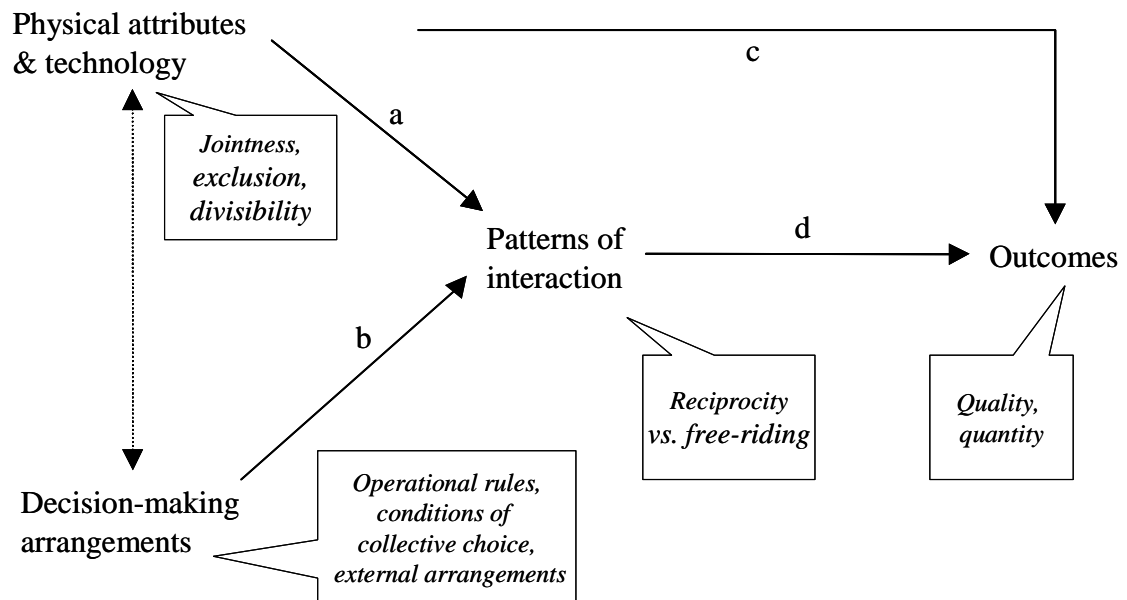 Physical attributes
& technology
c
a
Jointness,
exclusion,
divisibility
Patterns of
interaction
d
Outcomes
b
Reciprocity
vs. free-riding
Quality,
quantity
Decision-making
arrangements
Operational rules,
conditions of
collective choice,
external arrangements